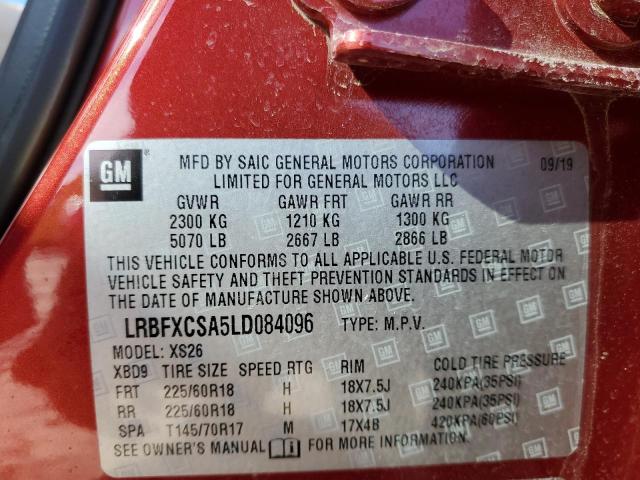 GM
MFD BY SAIC GENERAL MOTORS CORPORATION 09/19
LIMITED FOR GENERAL MOTORS LLC
GVWR GAWR FRT GAWR RR
2300 KG 1210 KG 1300 KG
5070 LB 2667 LB 2866 LB
THIS VEHICLE CONFORMS TO ALL APPLICABLE U.S. FEDERAL MOTOR
VEHICLE SAFETY AND THEFT PREVENTION STANDARDS IN EFFECT ON
THE DATE OF MANUFACTURE SHOWN ABOVE.
LRBFXCSA5LD084096 TYPE: M.P.V.
MODEL: XS26
XBD9 TIRE SIZE SPEED RTG RIM COLD TIRE PRESSURE
FRT 225/60R18 H 18X7.5J 240KPA(35PSI)
RR 225/60R18 H 18X7.5J 240KPA(35PSI)
SPA T145/70R17 M 17X4B 420KPA(60PSI)
SEE OWNER'S MANUAL FOR MORE INFORMATION